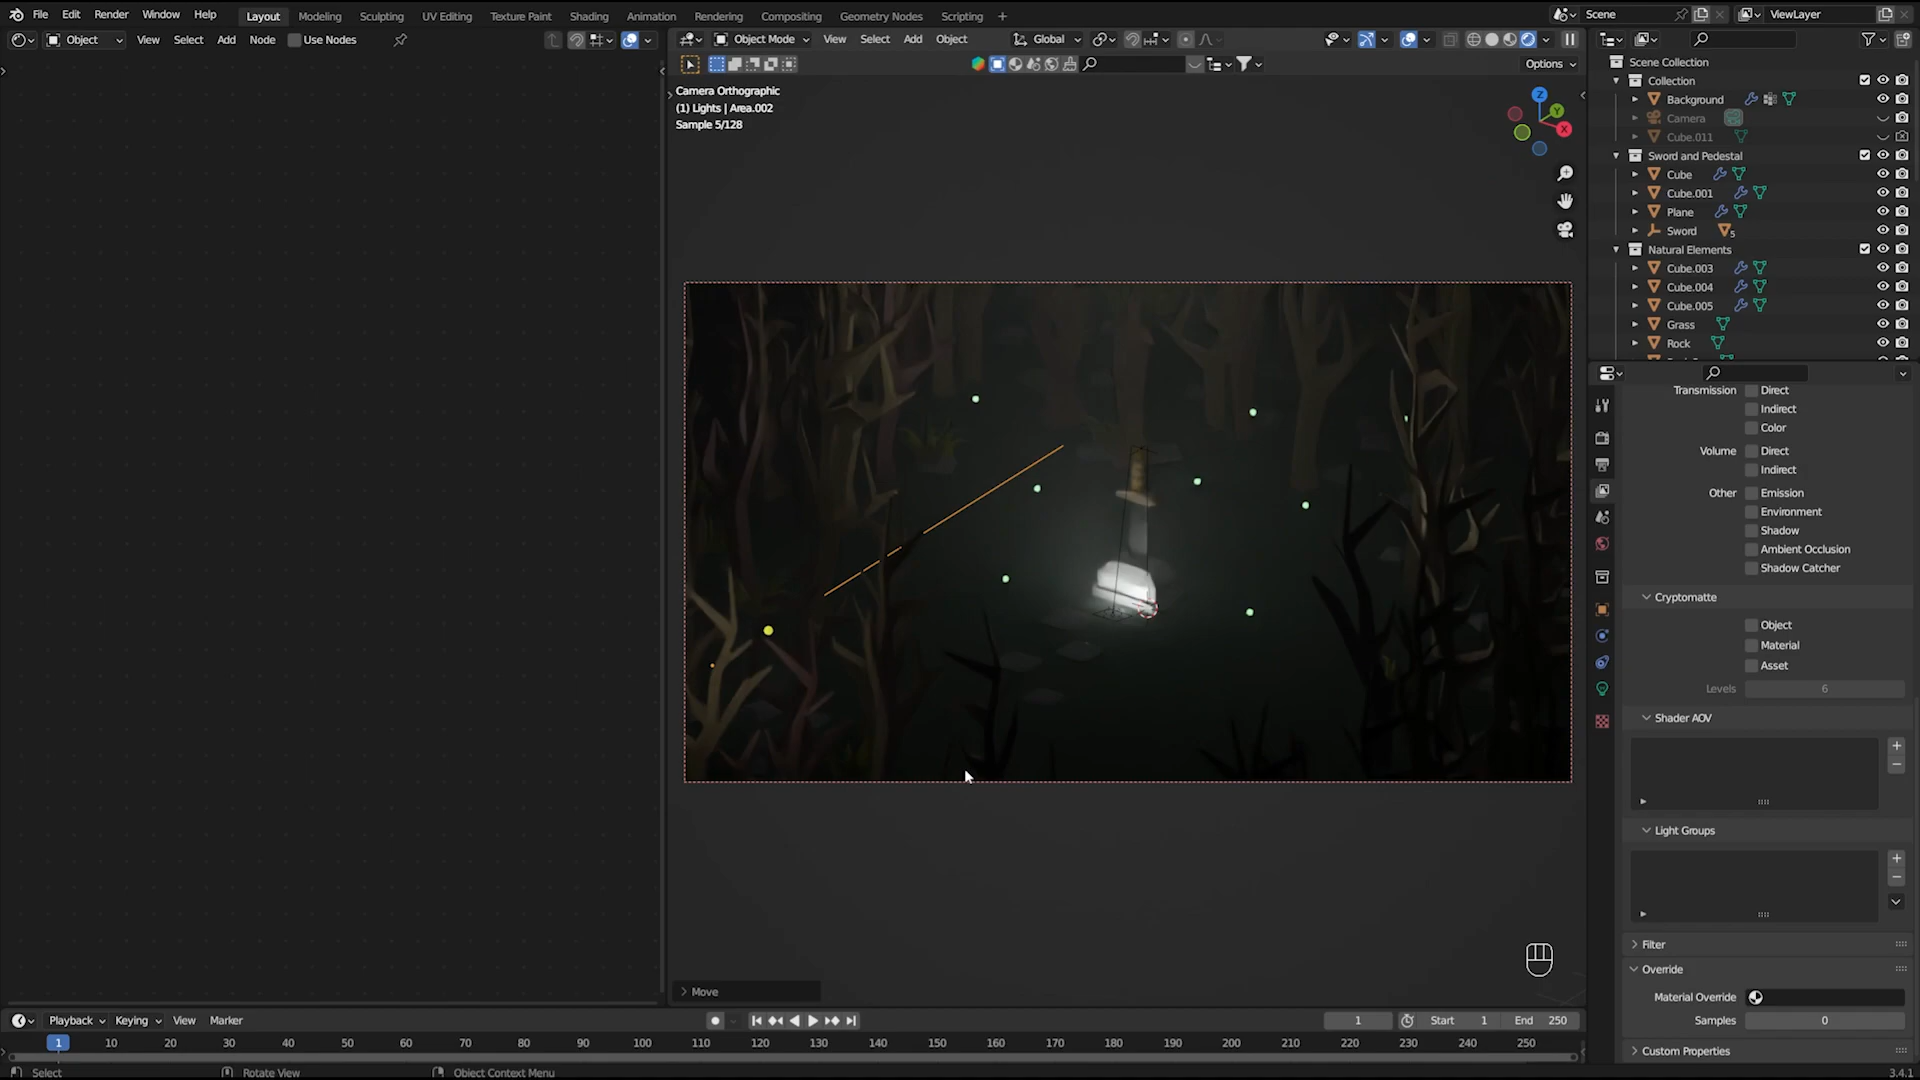 File Edit Render Window Help Layout Modeling Sculpting UV Editing Texture Paint Shading Animation Rendering Compositing Geometry Nodes Scripting + Scene ViewLayer
Object View Select Add Node Use Nodes
Object Mode View Select Add Object Global
Options
Camera Orthographic
(1) Lights | Area.002
Sample 5/128
Z
Y
X
Scene Collection
Collection
Background
Camera
Cube.011
Sword and Pedestal
Cube
Cube.001
Plane
Sword 5
Natural Elements
Cube.003
Cube.004
Cube.005
Grass
Rock
Transmission Direct
Indirect
Color
Volume Direct
Indirect
Other Emission
Environment
Shadow
Ambient Occlusion
Shadow Catcher
Cryptomatte
Object
Material
Asset
Levels 6
Shader AOV
Light Groups
Filter
Override
Material Override
Samples 0
Custom Properties
Move
Playback Keying View Marker
1 Start 1 End 250
1 10 20 30 40 50 60 70 80 90 100 110 120 130 140 150 160 170 180 190 200 210 220 230 240 250
Select Rotate View Object Context Menu 3.4.1